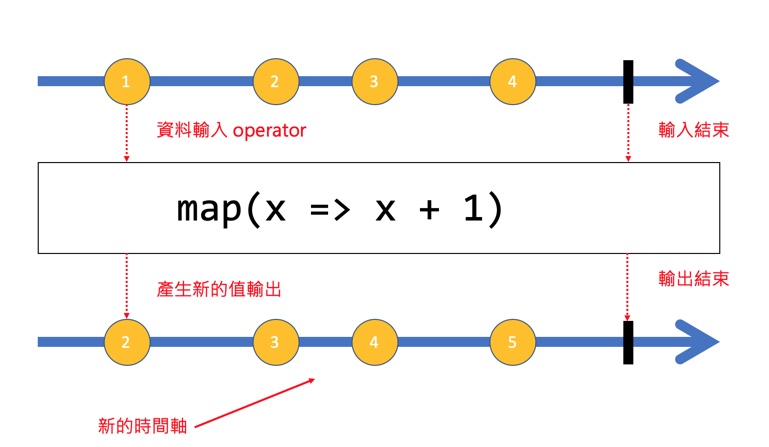 1 2 3 4
資料輸入 operator 輸入結束
map(x => x + 1)
產生新的值輸出 輸出結束
2 3 4 5
新的時間軸